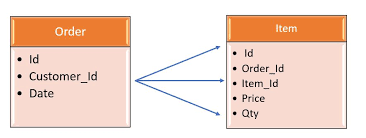 Order
• Id
• Customer_Id
• Date
Item
• Id
• Order_Id
• Item_Id
• Price
• Qty